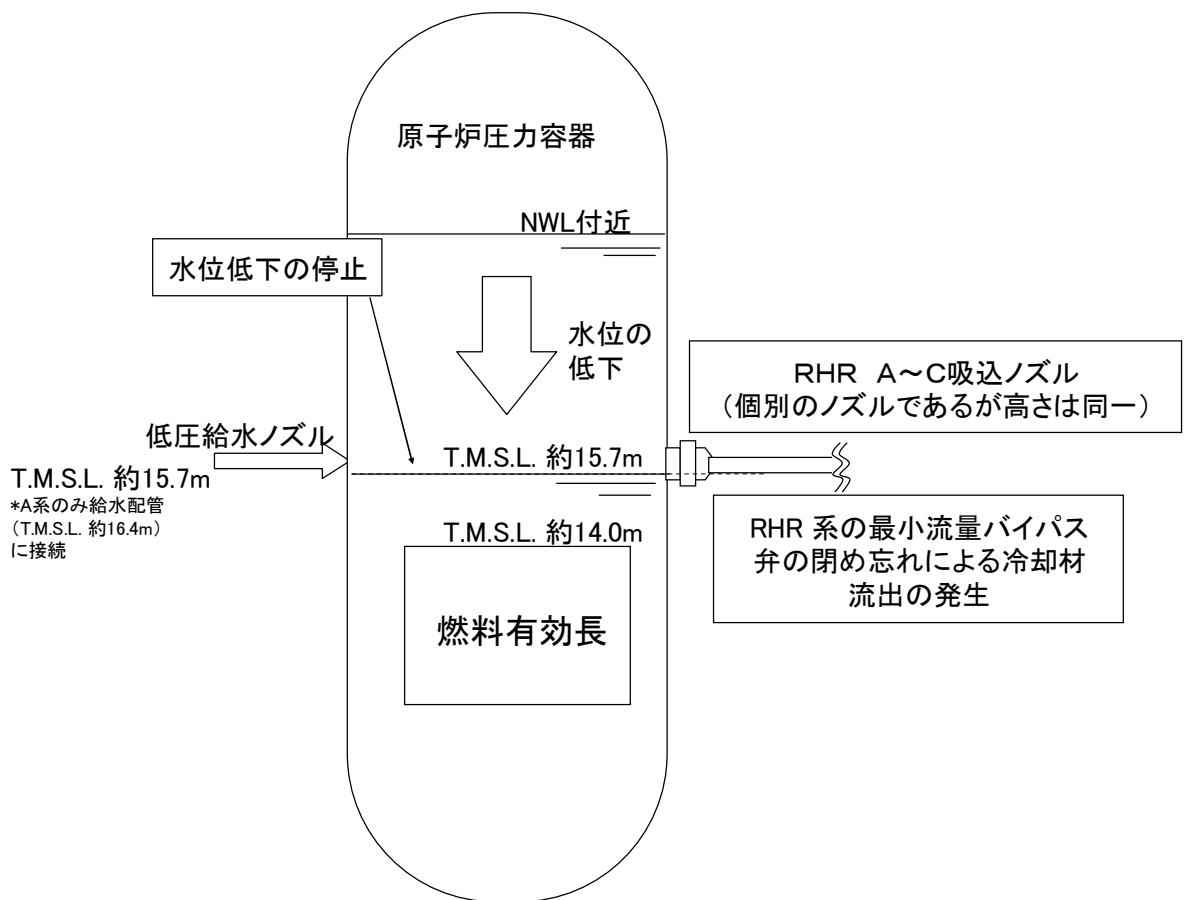 原子炉圧力容器
NWL付近
水位低下の停止
水位の
低下
RHR A～C吸込ノズル
（個別のノズルであるが高さは同一）
低圧給水ノズル
T.M.S.L. 約15.7m
T.M.S.L. 約15.7m
*A系のみ給水配管
（T.M.S.L. 約16.4m）
に接続
RHR 系の最小流量バイパス
弁の閉め忘れによる冷却材
流出の発生
T.M.S.L. 約14.0m
燃料有効長